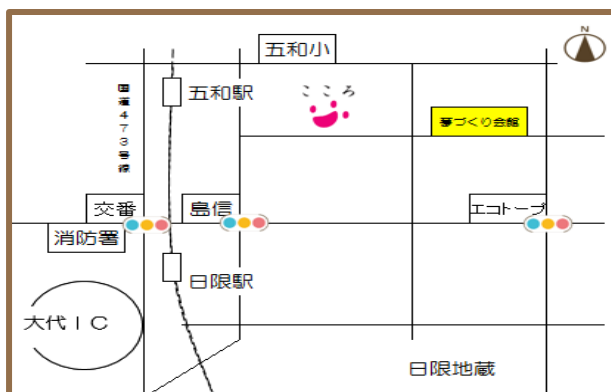 N
五和小
国道473号線
五和駅
こころ
夢づくり会館
交番
島信
エコトープ
消防署
日限駅
大代IC
日限地蔵